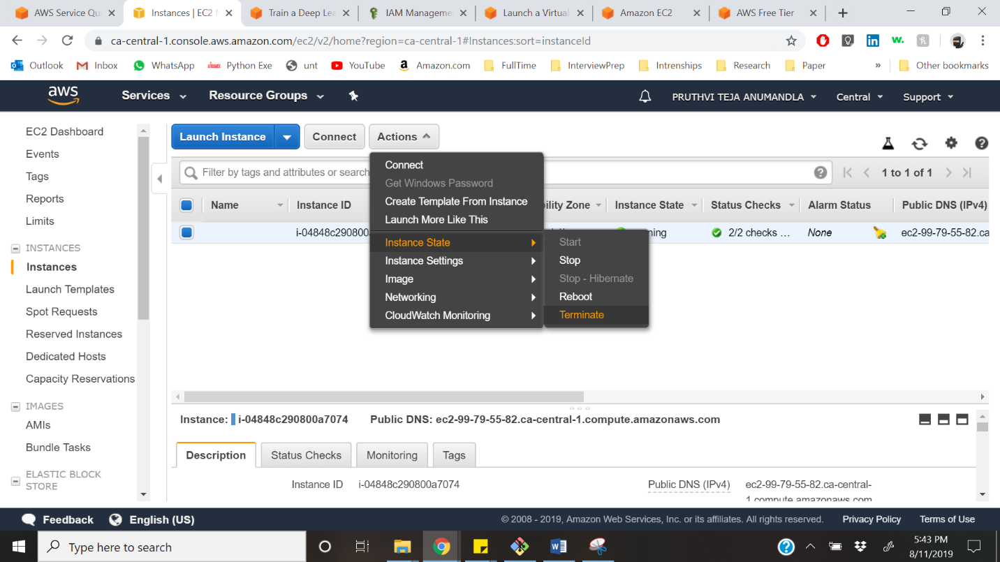 AWS Service Qu
Instances | EC2 M
Train a Deep Lea
IAM Manageme
Launch a Virtual
Amazon EC2
AWS Free Tier
ca-central-1.console.aws.amazon.com/ec2/v2/home?region=ca-central-1#Instances:sort=instanceId
Outlook
Inbox
WhatsApp
Python Exe
unt
YouTube
Amazon.com
FullTime
InterviewPrep
Intrenships
Research
Paper
»
Other bookmarks
aws
Services
Resource Groups
PRUTHVI TEJA ANUMANDLA
Central
Support
EC2 Dashboard
Events
Tags
Reports
Limits
INSTANCES
Instances
Launch Templates
Spot Requests
Reserved Instances
Dedicated Hosts
Capacity Reservations
IMAGES
AMIs
Bundle Tasks
ELASTIC BLOCK
STORE
Launch Instance
Connect
Actions
Filter by tags and attributes or search
1 to 1 of 1
Name
Instance ID
bility Zone
Instance State
Status Checks
Alarm Status
Public DNS (IPv4)
i-04848c290800
ning
2/2 checks ...
None
ec2-99-79-55-82.ca
Connect
Get Windows Password
Create Template From Instance
Launch More Like This
Instance State
Instance Settings
Image
Networking
CloudWatch Monitoring
Start
Stop
Stop - Hibernate
Reboot
Terminate
Instance: i-04848c290800a7074
Public DNS: ec2-99-79-55-82.ca-central-1.compute.amazonaws.com
Description
Status Checks
Monitoring
Tags
Instance ID
i-04848c290800a7074
Public DNS (IPv4)
ec2-99-79-55-82.ca-central-
1.compute.amazonaws.com
Feedback
English (US)
© 2008 - 2019, Amazon Web Services, Inc. or its affiliates. All rights reserved.
Privacy Policy
Terms of Use
Type here to search
5:43 PM
8/11/2019